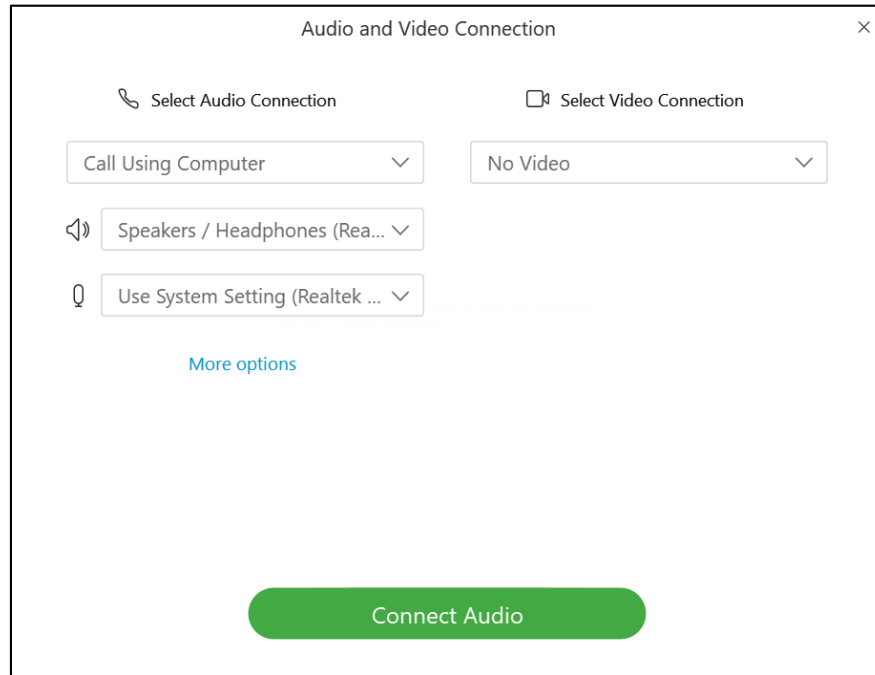 Audio and Video Connection
Select Audio Connection
Select Video Connection
Call Using Computer
No Video
Speakers / Headphones (Rea...
Use System Setting (Realtek ...
More options
Connect Audio